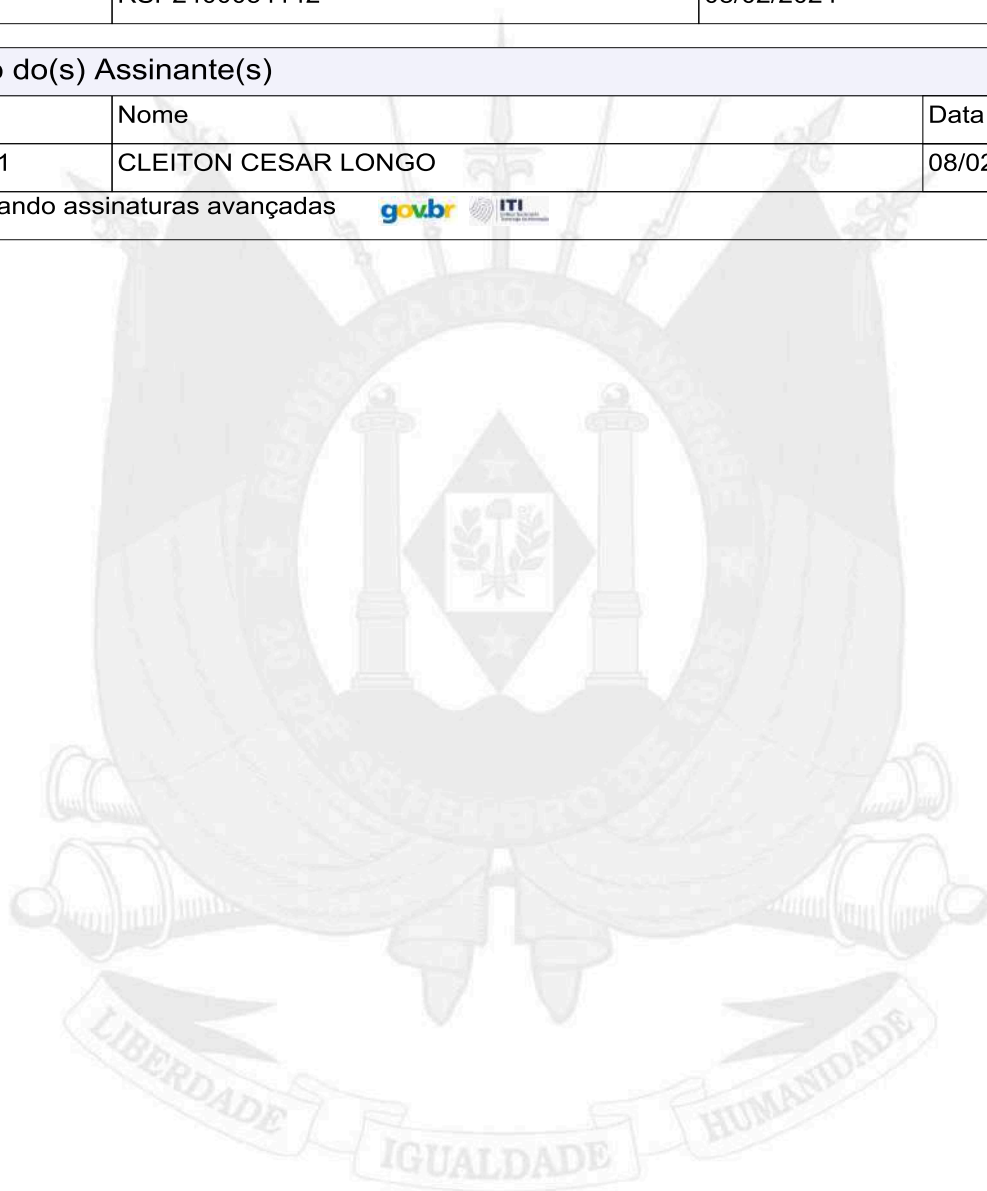 do(s) Assinante(s)
Nome Data
1 CLEITON CESAR LONGO 08/02
ando assinaturas avançadas gov.br ITI
REPÚBLICA RIO-GRANDENSE
20 DE SETEMBRO DE 1835
LIBERDADE IGUALDADE HUMANIDADE